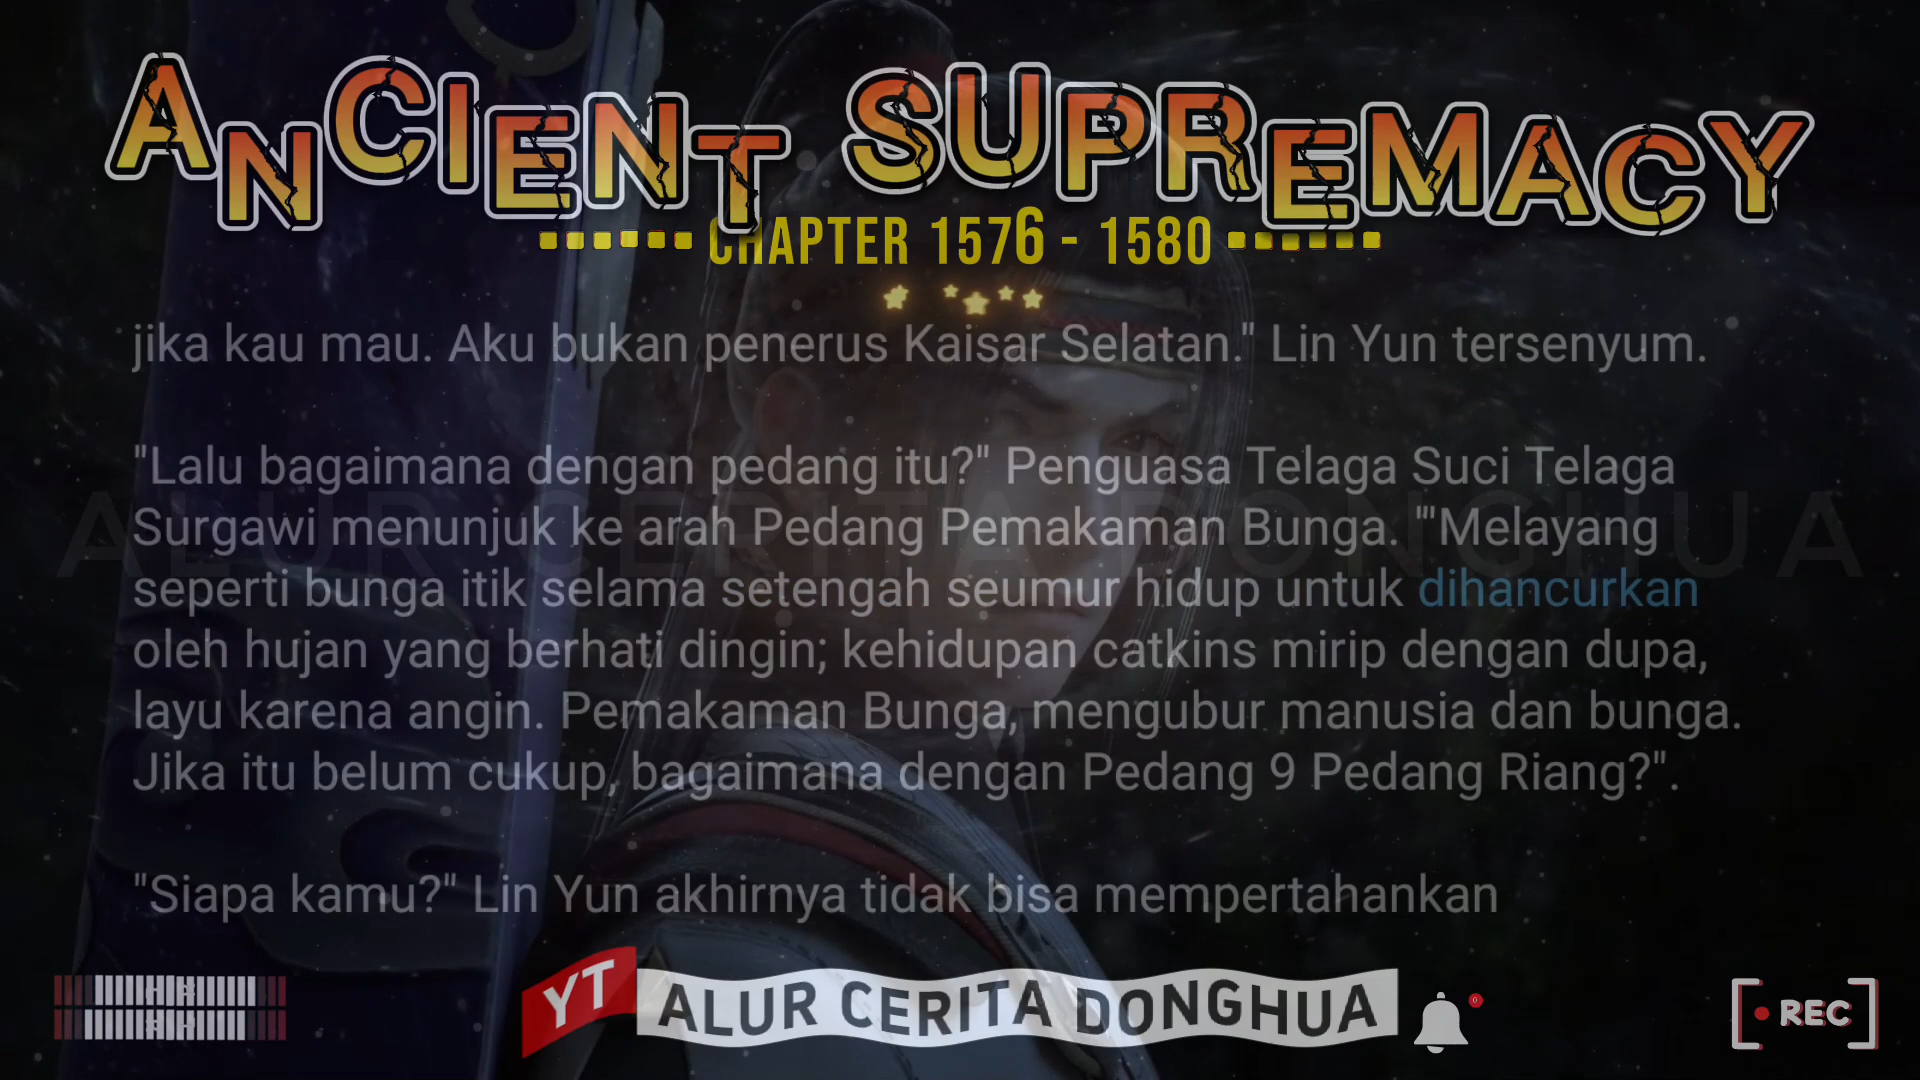 ANCIENT SUPREMACY
CHAPTER 1576 - 1580
jika kau mau. Aku bukan penerus Kaisar Selatan." Lin Yun tersenyum.
"Lalu bagaimana dengan pedang itu?" Penguasa Telaga Suci Telaga
Surgawi menunjuk ke arah Pedang Pemakaman Bunga. "'Melayang
seperti bunga itik selama setengah seumur hidup untuk dihancurkan
oleh hujan yang berhati dingin; kehidupan catkins mirip dengan dupa,
layu karena angin. Pemakaman Bunga, mengubur manusia dan bunga.
Jika itu belum cukup, bagaimana dengan Pedang 9 Pedang Riang?".
"Siapa kamu?" Lin Yun akhirnya tidak bisa mempertahankan
ALUR CERITA DONGHUA
YT ALUR CERITA DONGHUA
0
REC